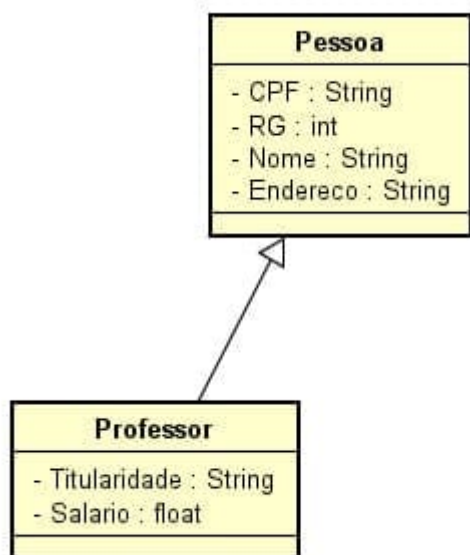 Pessoa
- CPF : String
- RG : int
- Nome : String
- Endereco : String
Professor
- Titularidade : String
- Salario : float